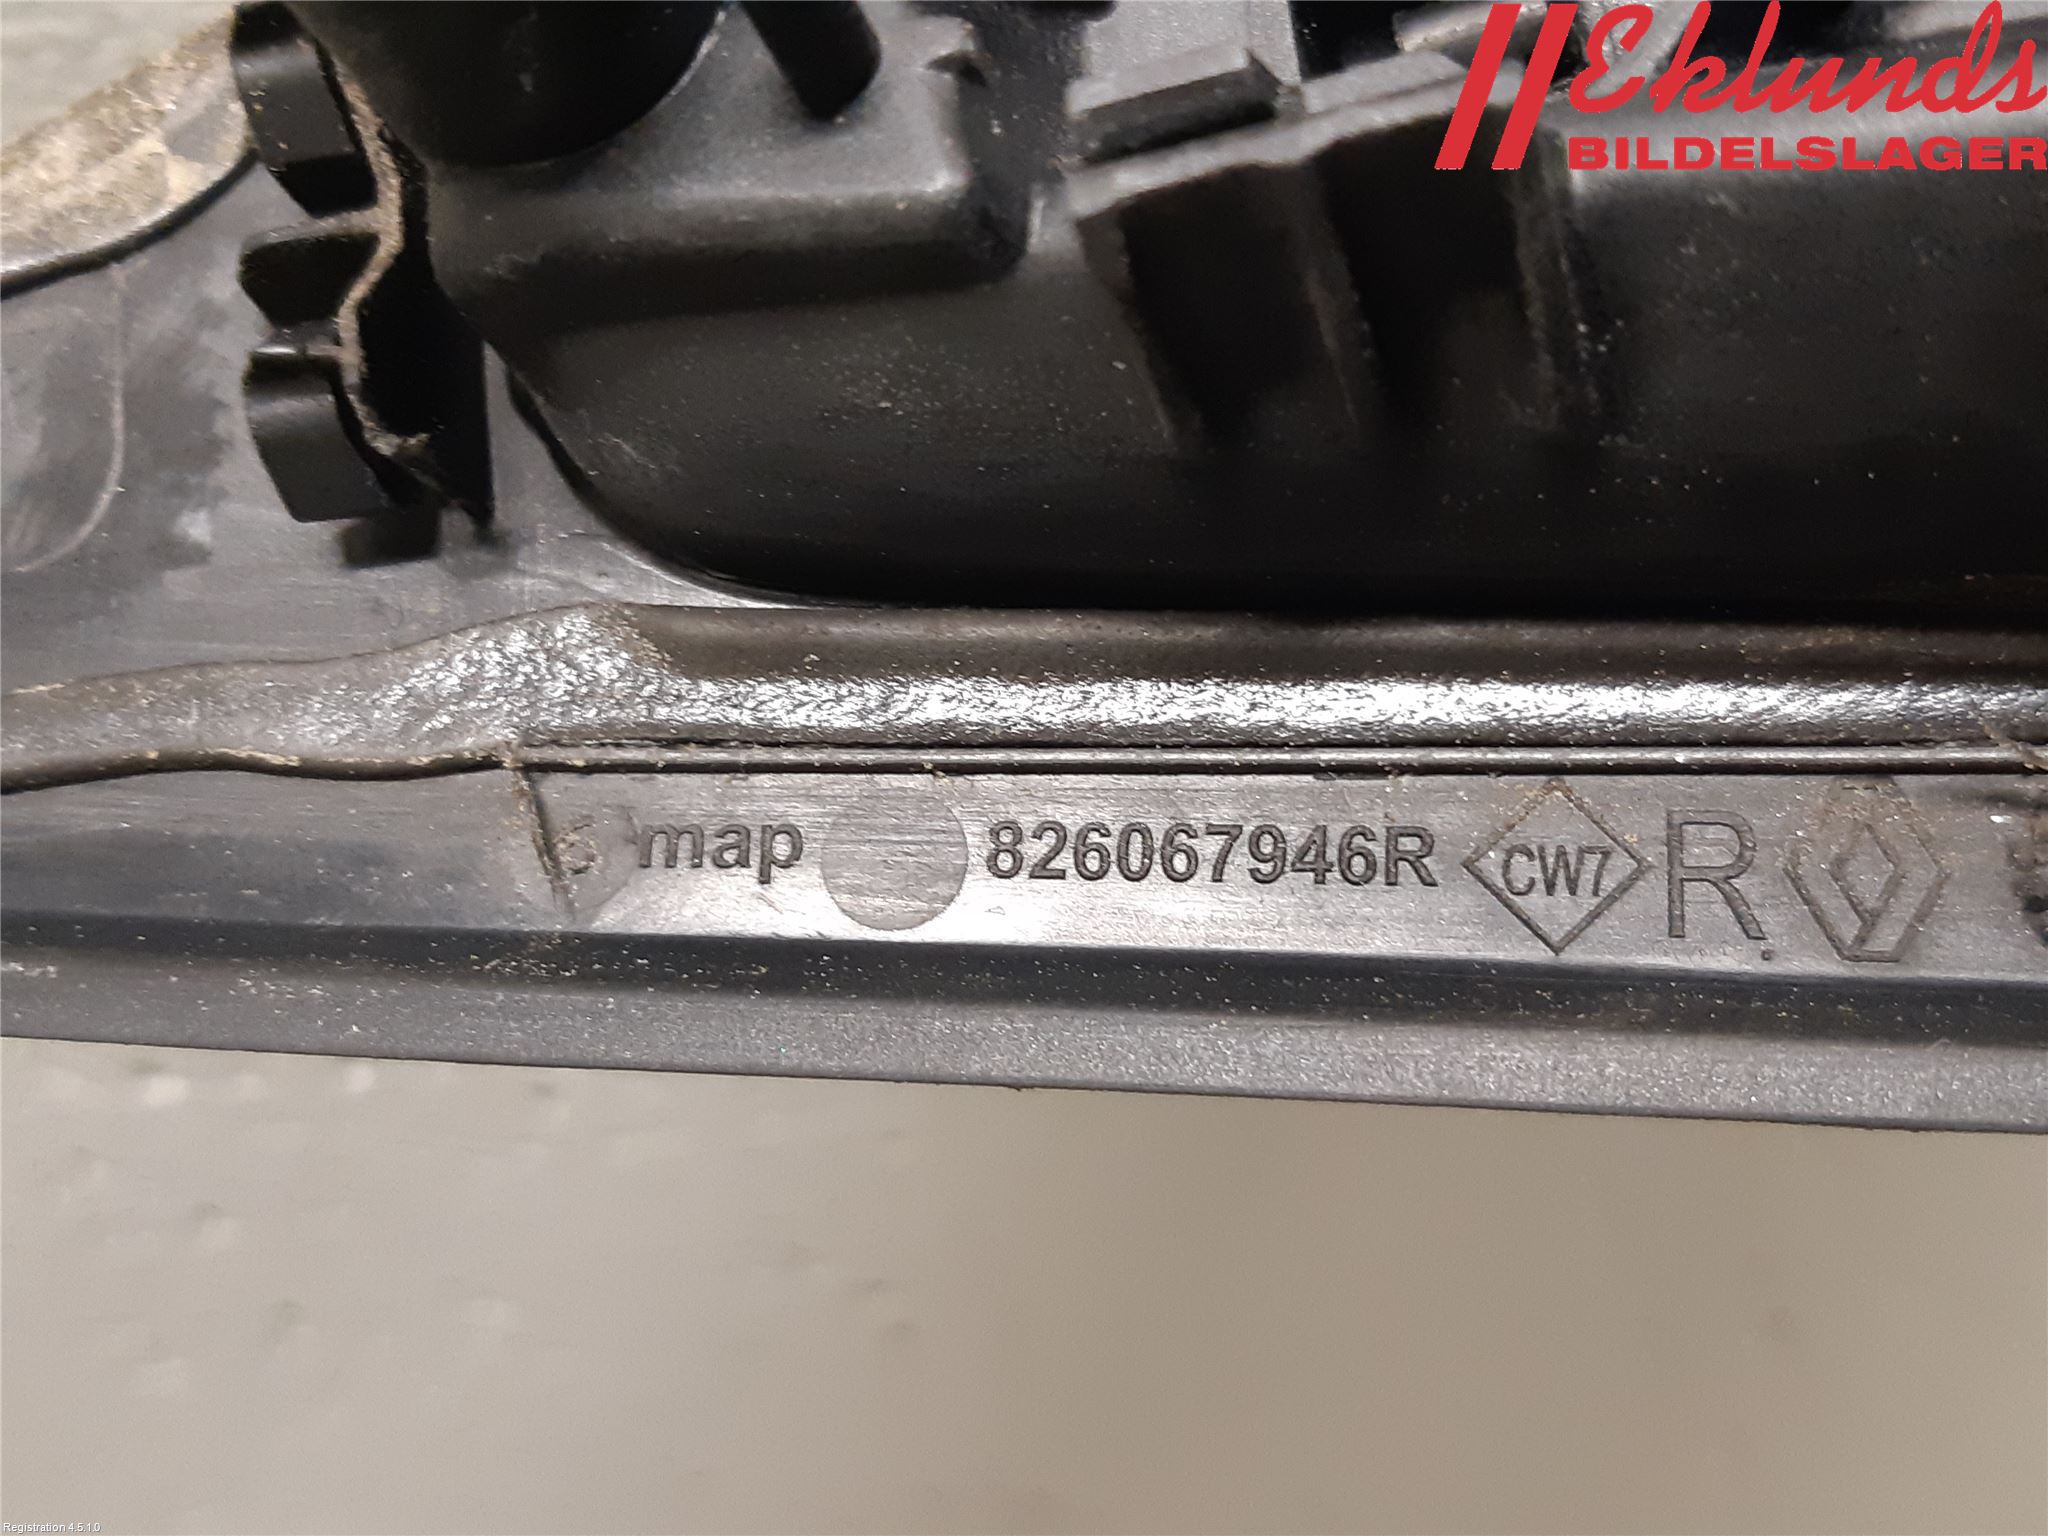 Eklunds
BILDELSLAGER
map 826067946R CW7 R
Registration 4.5.1.0